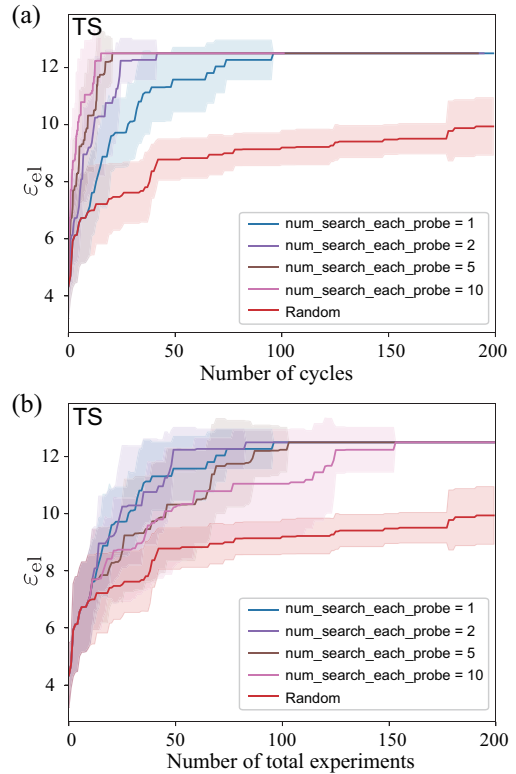 (a)
TS
12
10
8
6
4
εel
num_search_each_probe = 1
num_search_each_probe = 2
num_search_each_probe = 5
num_search_each_probe = 10
Random
0 50 100 150 200
Number of cycles
(b)
TS
12
10
8
6
4
εel
num_search_each_probe = 1
num_search_each_probe = 2
num_search_each_probe = 5
num_search_each_probe = 10
Random
0 50 100 150 200
Number of total experiments